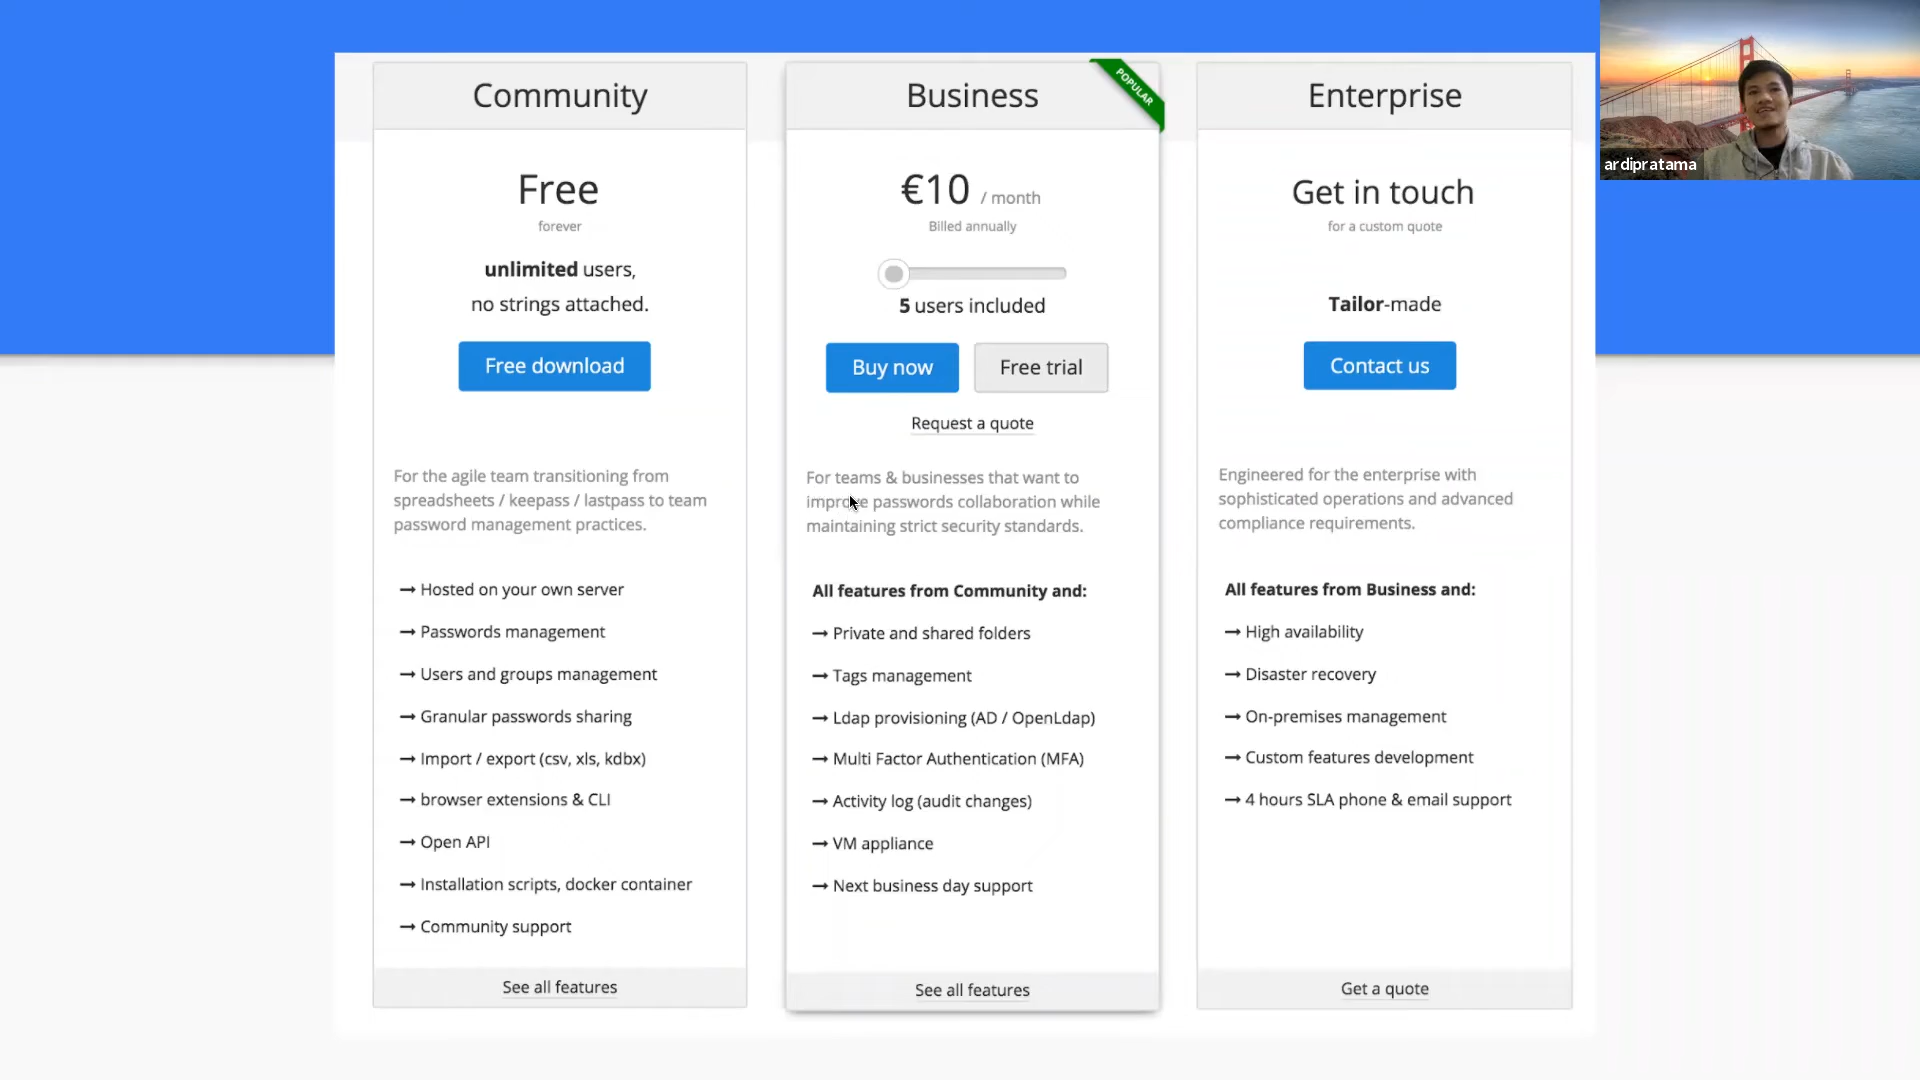 Community
Free
forever
unlimited users,
no strings attached.
Free download
For the agile team transitioning from
spreadsheets / keepass / lastpass to team
password management practices.
→ Hosted on your own server
→ Passwords management
→ Users and groups management
→ Granular passwords sharing
→ Import / export (csv, xls, kdbx)
→ browser extensions & CLI
→ Open API
→ Installation scripts, docker container
→ Community support
See all features
Business
POPULAR
€10 / month
Billed annually
5 users included
Buy now
Free trial
Request a quote
For teams & businesses that want to
improve passwords collaboration while
maintaining strict security standards.
All features from Community and:
→ Private and shared folders
→ Tags management
→ Ldap provisioning (AD / OpenLdap)
→ Multi Factor Authentication (MFA)
→ Activity log (audit changes)
→ VM appliance
→ Next business day support
See all features
Enterprise
Get in touch
for a custom quote
Tailor-made
Contact us
Engineered for the enterprise with
sophisticated operations and advanced
compliance requirements.
All features from Business and:
→ High availability
→ Disaster recovery
→ On-premises management
→ Custom features development
→ 4 hours SLA phone & email support
Get a quote
ardipratama